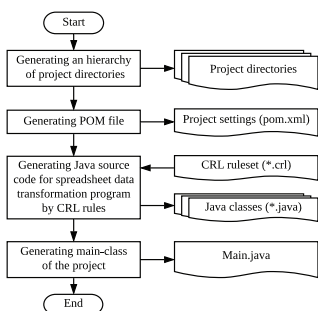 Start
Generating an hierarchy
of project directories
Project directories
Generating POM file
Project settings (pom.xml)
Generating Java source
code for spreadsheet data
transformation program
by CRL rules
CRL ruleset (*.crl)
Java classes (*.java)
Generating main-class
of the project
Main.java
End